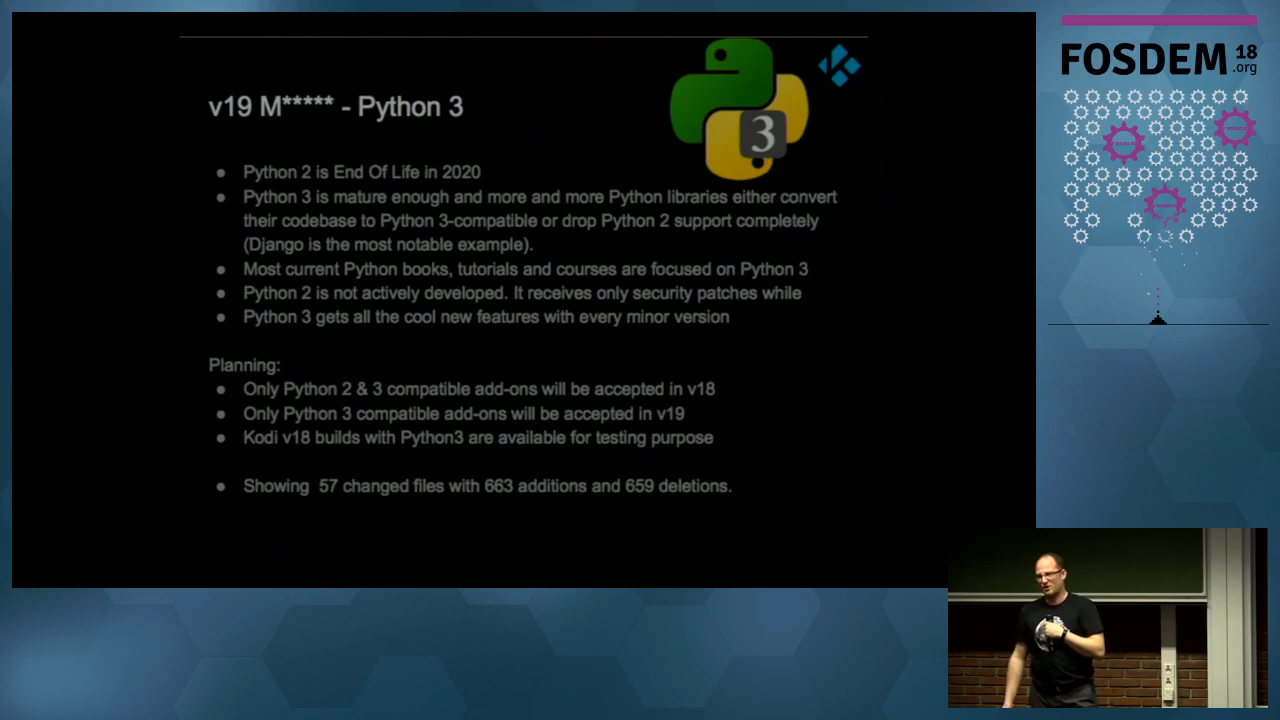 FOSDEM 18 .org
v19 M***** - Python 3
3
● Python 2 is End Of Life in 2020
● Python 3 is mature enough and more and more Python libraries either convert
their codebase to Python 3-compatible or drop Python 2 support completely
(Django is the most notable example).
● Most current Python books, tutorials and courses are focused on Python 3
● Python 2 is not actively developed. It receives only security patches while
● Python 3 gets all the cool new features with every minor version
Planning:
● Only Python 2 & 3 compatible add-ons will be accepted in v18
● Only Python 3 compatible add-ons will be accepted in v19
● Kodi v18 builds with Python3 are available for testing purpose
● Showing  57 changed files with 663 additions and 659 deletions.